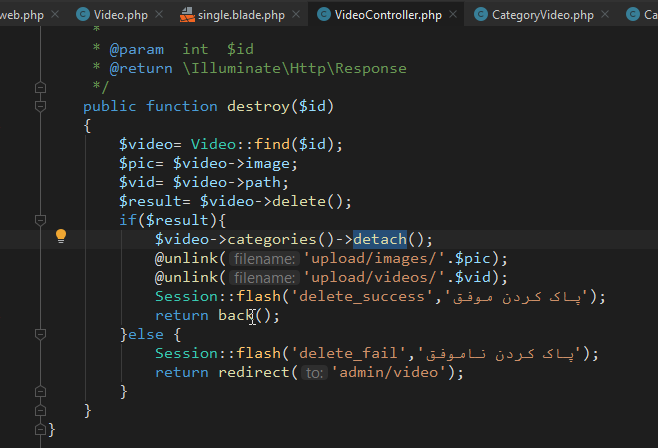 web.php Video.php single.blade.php VideoController.php CategoryVideo.php Ca
*
* @param  int  $id
* @return \Illuminate\Http\Response
*/
public function destroy($id)
{
$video= Video::find($id);
$pic= $video->image;
$vid= $video->path;
$result= $video->delete();
if($result){
$video->categories()->detach();
@unlink( filename: 'upload/images/'.$pic);
@unlink( filename: 'upload/videos/'.$vid);
Session::flash('delete_success','پاک کردن موفق');
return back();
}else {
Session::flash('delete_fail','پاک کردن ناموفق');
return redirect( to: 'admin/video');
}
}
}